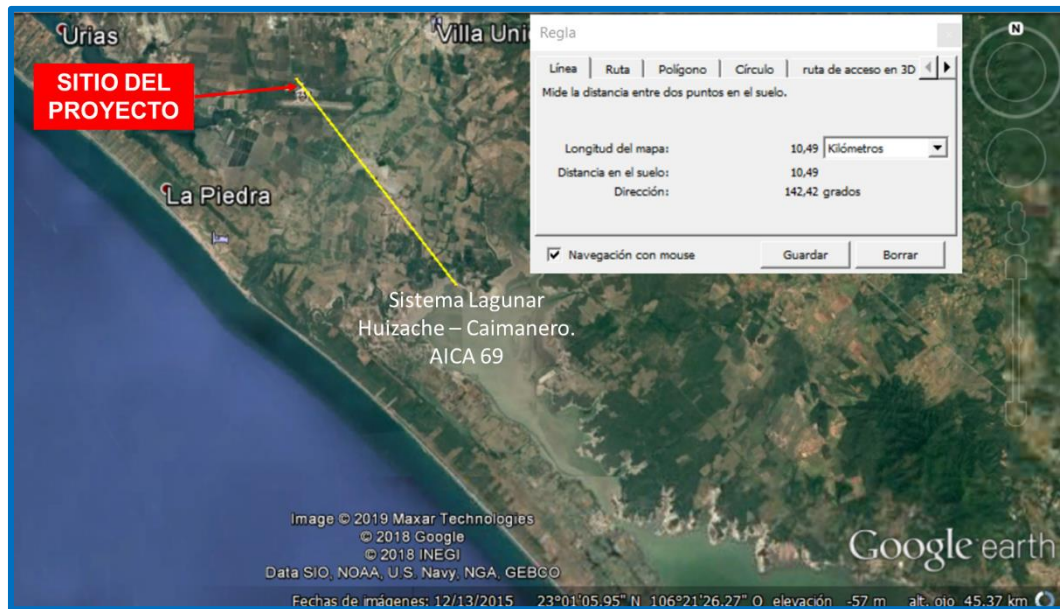 Urias
Villa Uni
SITIO DEL
PROYECTO
La Piedra
Sistema Lagunar
Huizache – Caimanero.
AICA 69
Regla
Línea
Ruta
Polígono
Círculo
ruta de acceso en 3D
Mide la distancia entre dos puntos en el suelo.
Longitud del mapa: 10,49 Kilómetros
Distancia en el suelo: 10,49
Dirección: 142,42 grados
Navegación con mouse
Guardar
Borrar
N
Image © 2019 Maxar Technologies
© 2018 Google
© 2018 INEGI
Data SIO, NOAA, U.S. Navy, NGA, GEBCO
Google earth
Fechas de imágenes: 12/13/2015 23°01'05.95" N 106°21'26.27" O elevación -57 m alt. ojo 45.37 km